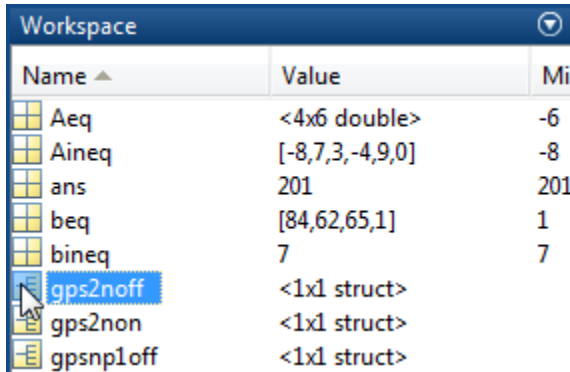 Workspace
Name Value Mi
Aeq <4x6 double> -6
Aineq [-8,7,3,-4,9,0] -8
ans 201 201
beq [84,62,65,1] 1
bineq 7 7
gps2noff <1x1 struct>
gps2non <1x1 struct>
gpsnp1off <1x1 struct>